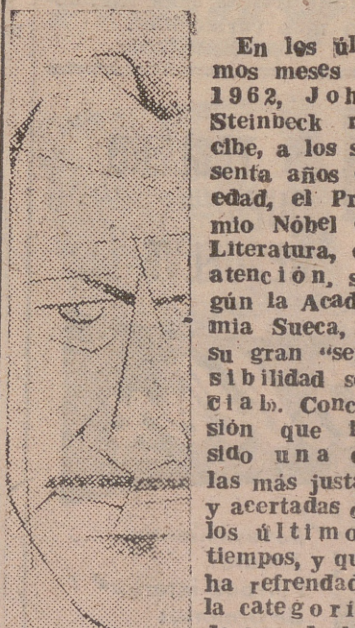 En los úl
mos meses
1962, Joh
Steinbeck r
cibe, a los s
senta años
edad, el Pr
mio Nóbel
Literatura,
atención, s
gún la Acad
mia Sueca,
su gran “se
sibilidad so
cial». Conc
sión que
sido una
las más justa
y acertadas
los último
tiempos, y qu
ha refrendad
la categori